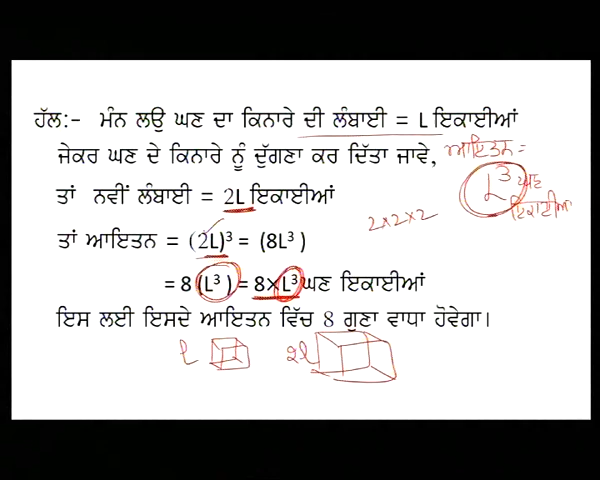 ਹੱਲ:- ਮੰਨ ਲਉ ਘਣ ਦਾ ਕਿਨਾਰੇ ਦੀ ਲੰਬਾਈ = L ਇਕਾਈਆਂ
ਜੇਕਰ ਘਣ ਦੇ ਕਿਨਾਰੇ ਨੂੰ ਦੁੱਗਣਾ ਕਰ ਦਿੱਤਾ ਜਾਵੇ,
ਆਇਤਨ =
L³ ਘਣ
ਇਕਾਈਆਂ
ਤਾਂ ਨਵੀਂ ਲੰਬਾਈ = 2L ਇਕਾਈਆਂ
2×2×2
ਤਾਂ ਆਇਤਨ = (2L)³ = (8L³ )
= 8 (L³ ) = 8×L³ ਘਣ ਇਕਾਈਆਂ
ਇਸ ਲਈ ਇਸਦੇ ਆਇਤਨ ਵਿੱਚ 8 ਗੁਣਾ ਵਾਧਾ ਹੋਵੇਗਾ।
l 2l